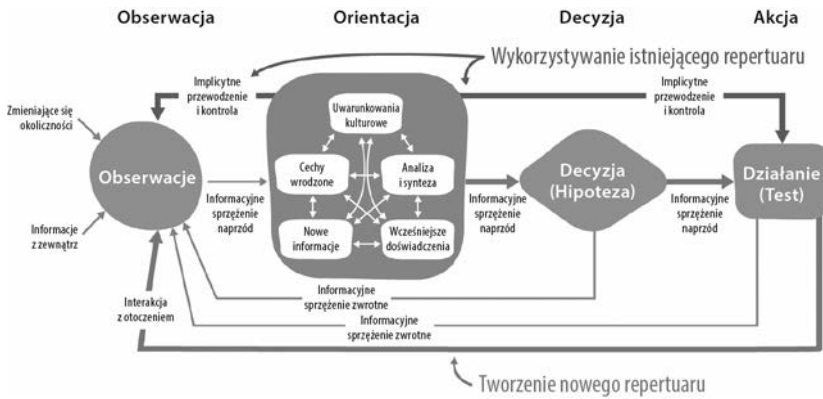 Obserwacja
Orientacja
Decyzja
Akcja
Wykorzystywanie istniejącego repertuaru
Implicytne
przewodzenie
i kontrola
Implicytne
przewodzenie
i kontrola
Zmieniające się
okoliczności
Uwarunkowania
kulturowe
Obserwacje
Cechy
wrodzone
Analiza
i synteza
Decyzja
(Hipoteza)
Działanie
(Test)
Informacyjne
sprzężenie
naprzód
Informacyjne
sprzężenie
naprzód
Informacyjne
sprzężenie
naprzód
Nowe
informacje
Wcześniejsze
doświadczenia
Informacje
z zewnątrz
Interakcja
z otoczeniem
Informacyjne
sprzężenie zwrotne
Informacyjne
sprzężenie zwrotne
Tworzenie nowego repertuaru